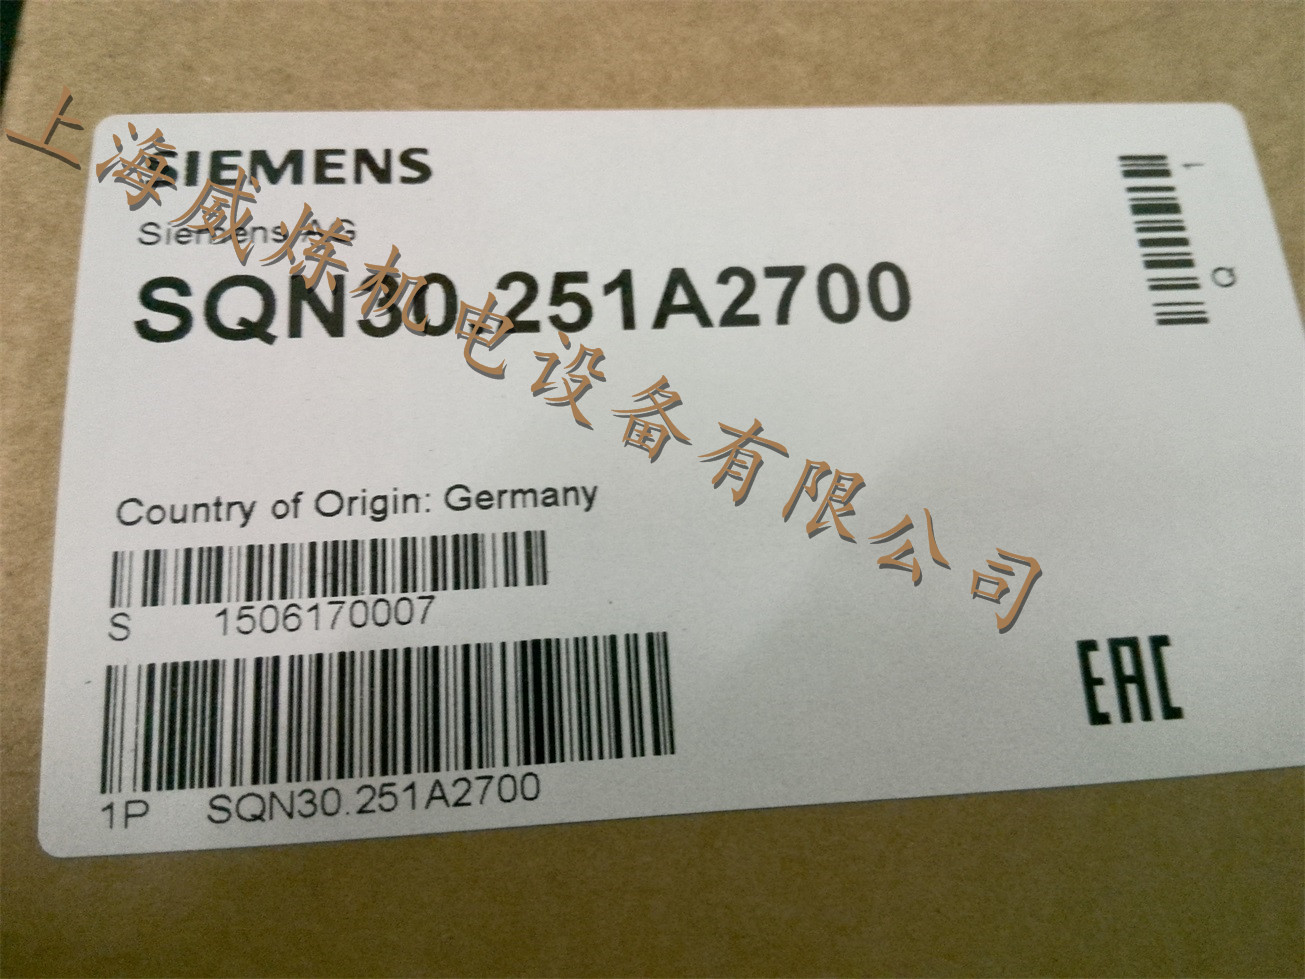 SIEMENS
Siemens AG
SQN30.251A2700
上海威炼机电设备有限公司
Country of Origin: Germany
S 1506170007
1P SQN30.251A2700
Q 1
EAC